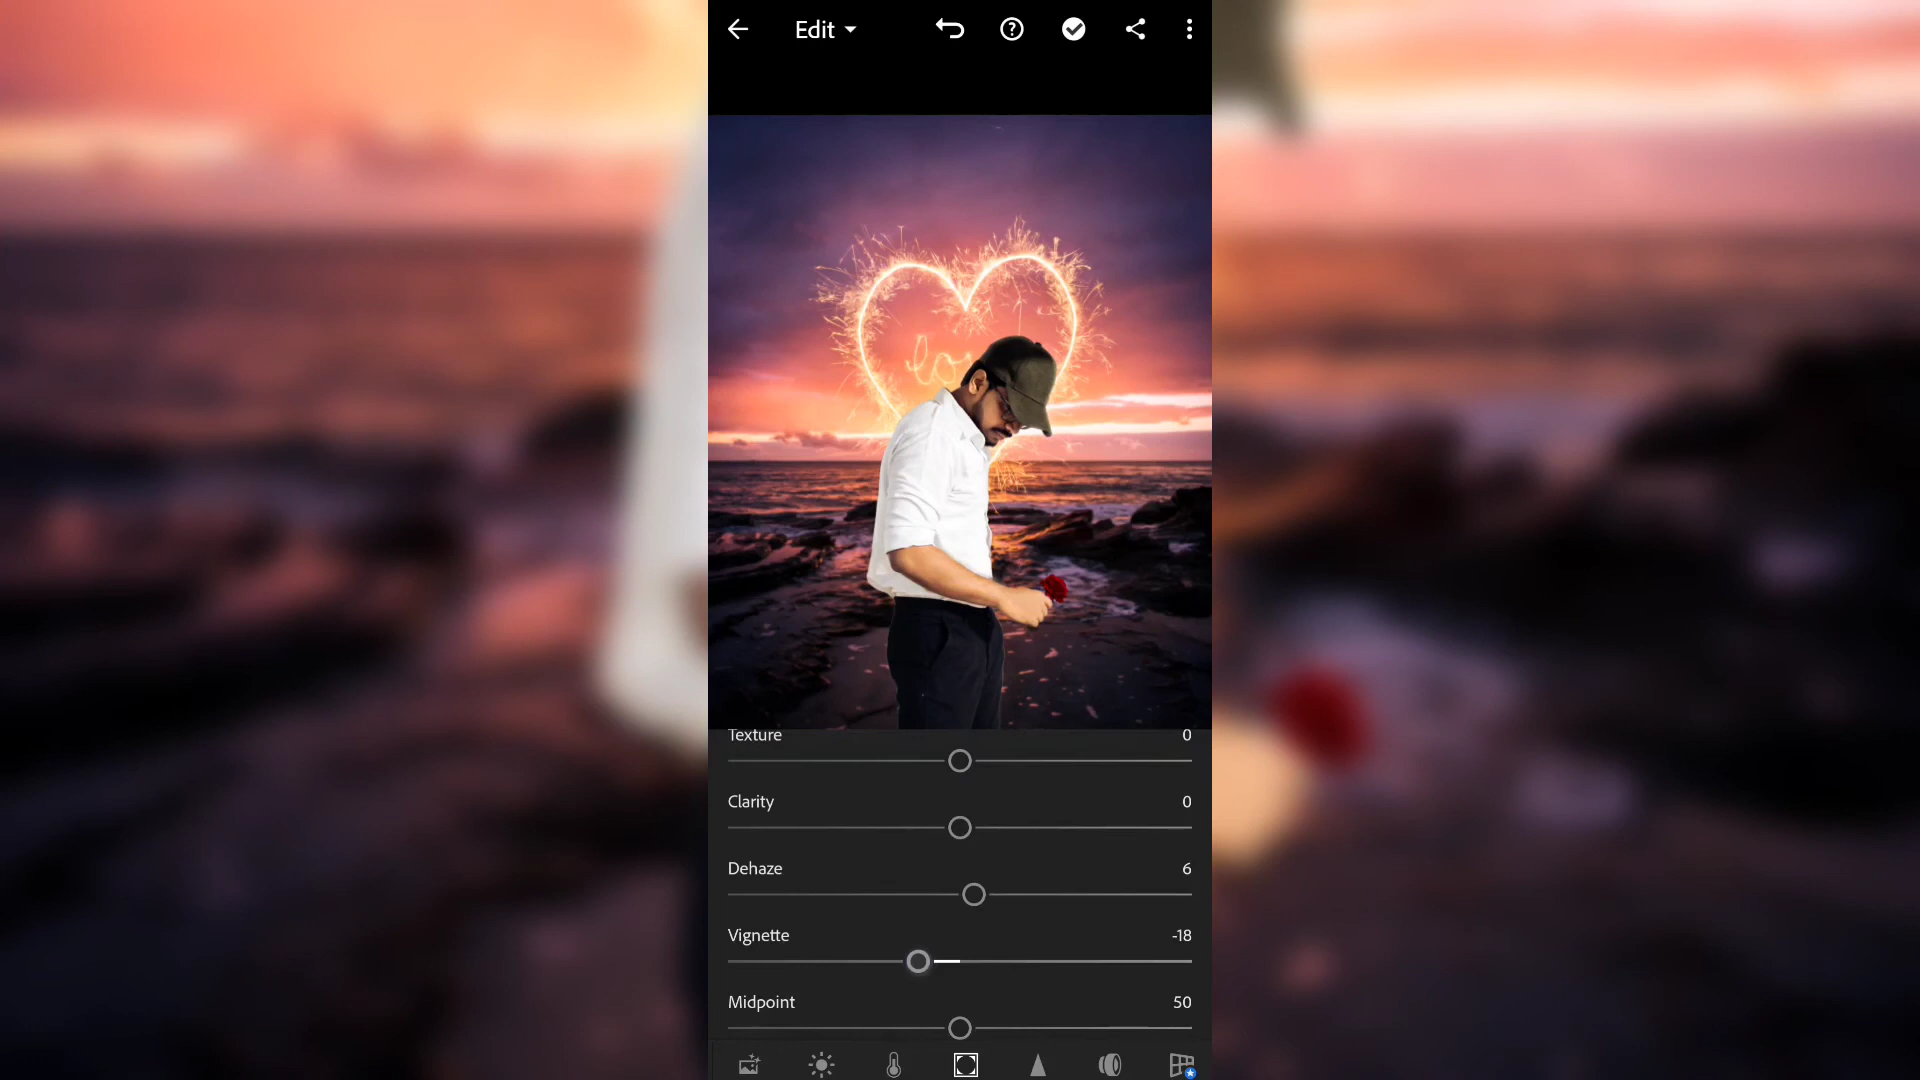 Edit
Texture 0
Clarity 0
Dehaze 6
Vignette -18
Midpoint 50